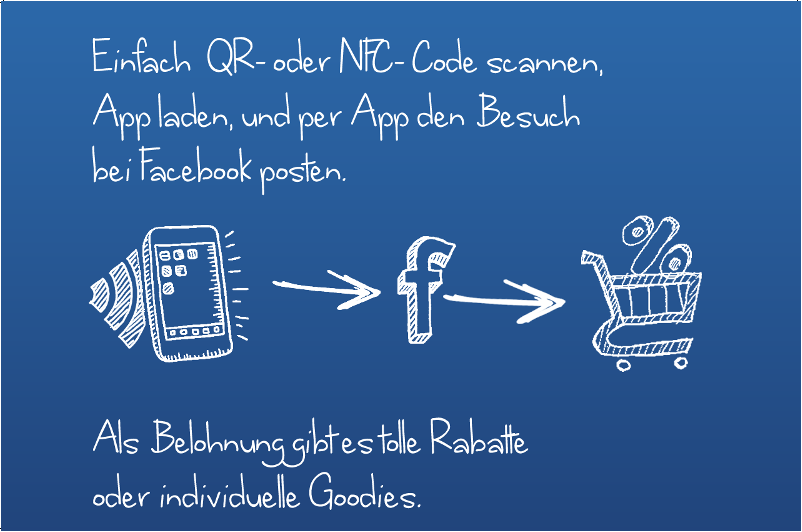 Einfach QR- oder NFC-Code scannen,
App laden, und per App den Besuch
bei Facebook posten.
f
%
Als Belohnung gibt es tolle Rabatte
oder individuelle Goodies.